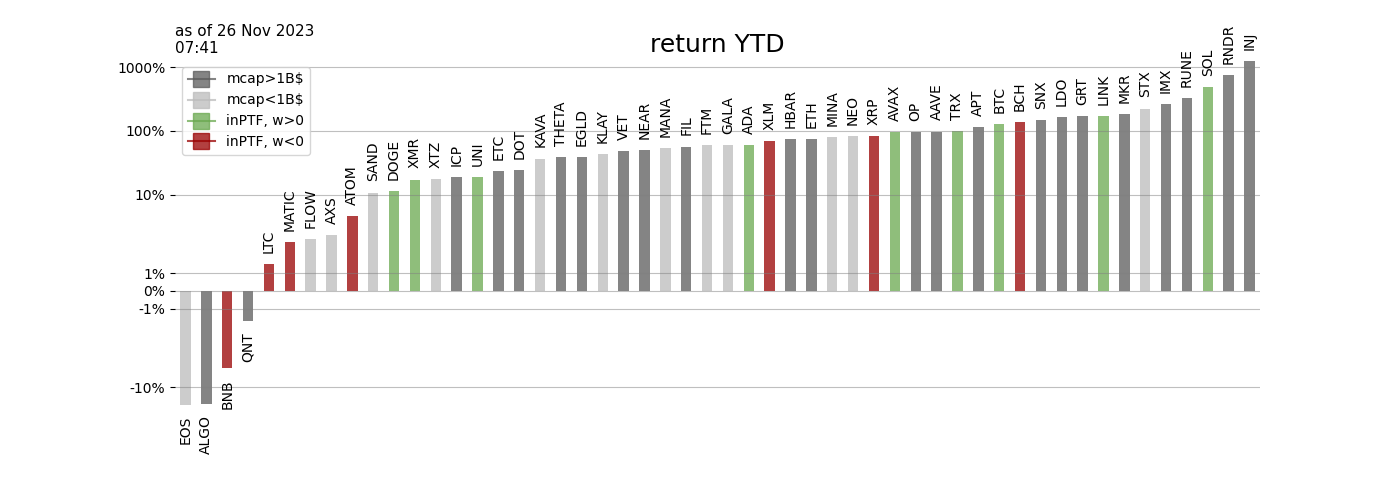 as of 26 Nov 2023
07:41
return YTD
1000%
100%
10%
1%
0%
-1%
-10%
mcap>1B$
mcap<1B$
inPTF, w>0
inPTF, w<0
EOS
ALGO
BNB
QNT
LTC
MATIC
FLOW
AXS
ATOM
SAND
DOGE
XMR
XTZ
ICP
UNI
ETC
DOT
KAVA
THETA
EGLD
KLAY
VET
NEAR
MANA
FIL
FTM
GALA
ADA
XLM
HBAR
ETH
MINA
NEO
XRP
AVAX
OP
AAVE
TRX
APT
BTC
BCH
SNX
LDO
GRT
LINK
MKR
STX
IMX
RUNE
SOL
RNDR
INJ